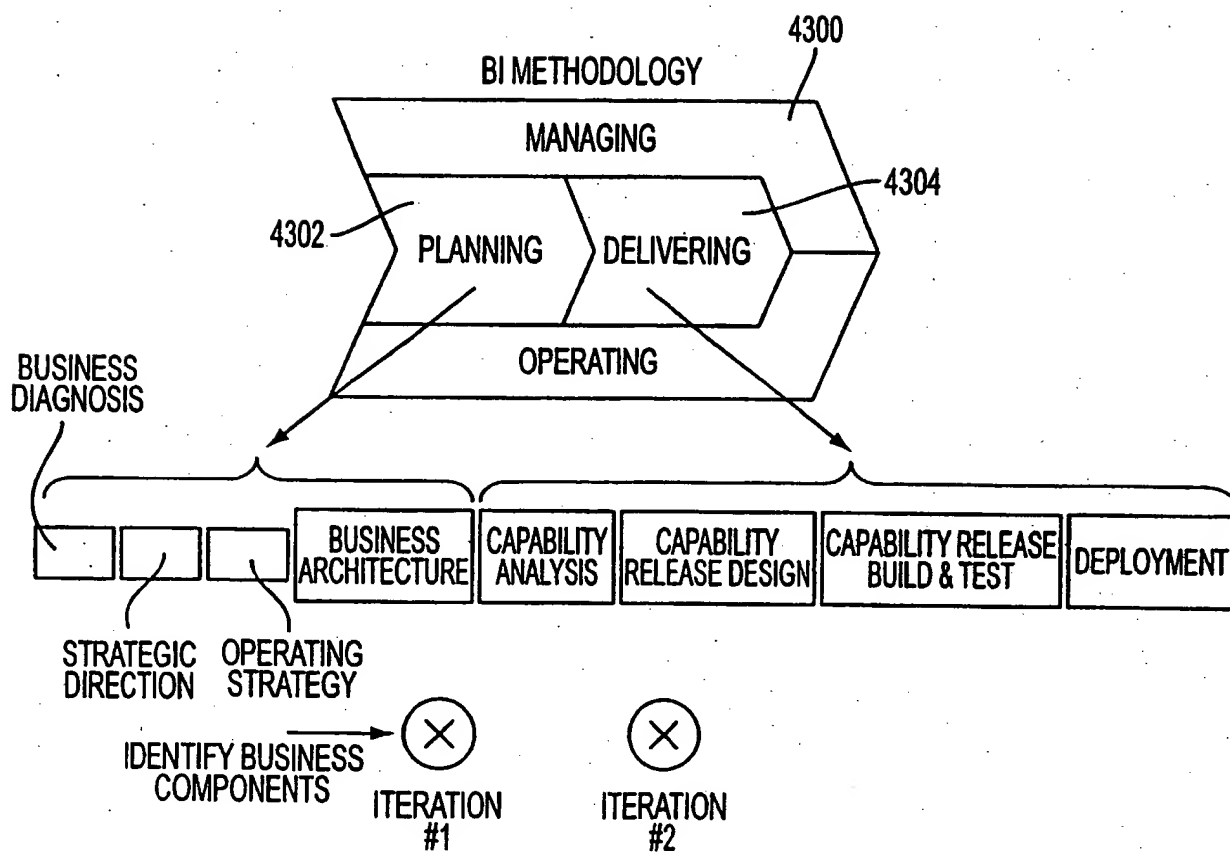 4300
BI METHODOLOGY
MANAGING
4304
4302
PLANNING
DELIVERING
OPERATING
BUSINESS
DIAGNOSIS
BUSINESS
ARCHITECTURE
CAPABILITY
ANALYSIS
CAPABILITY
RELEASE DESIGN
CAPABILITY RELEASE
BUILD & TEST
DEPLOYMENT
STRATEGIC
DIRECTION
OPERATING
STRATEGY
IDENTIFY BUSINESS
COMPONENTS
ITERATION
#1
ITERATION
#2